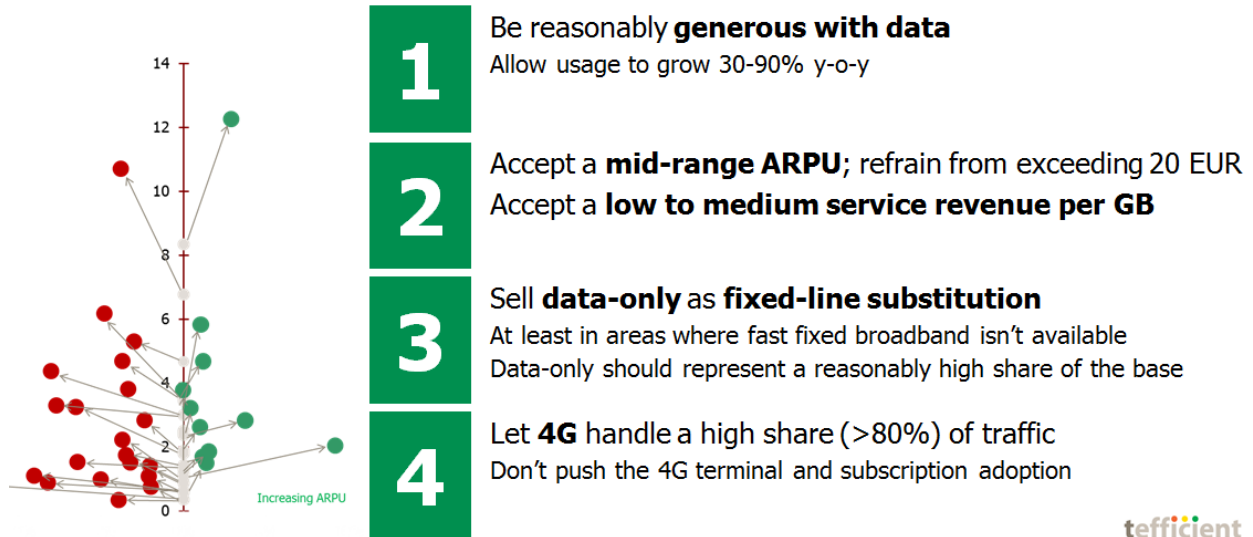 14
12
10
8
6
4
2
0
Increasing ARPU
1
Be reasonably generous with data
Allow usage to grow 30-90% y-o-y
2
Accept a mid-range ARPU; refrain from exceeding 20 EUR
Accept a low to medium service revenue per GB
3
Sell data-only as fixed-line substitution
At least in areas where fast fixed broadband isn’t available
Data-only should represent a reasonably high share of the base
4
Let 4G handle a high share (>80%) of traffic
Don’t push the 4G terminal and subscription adoption
tefficient